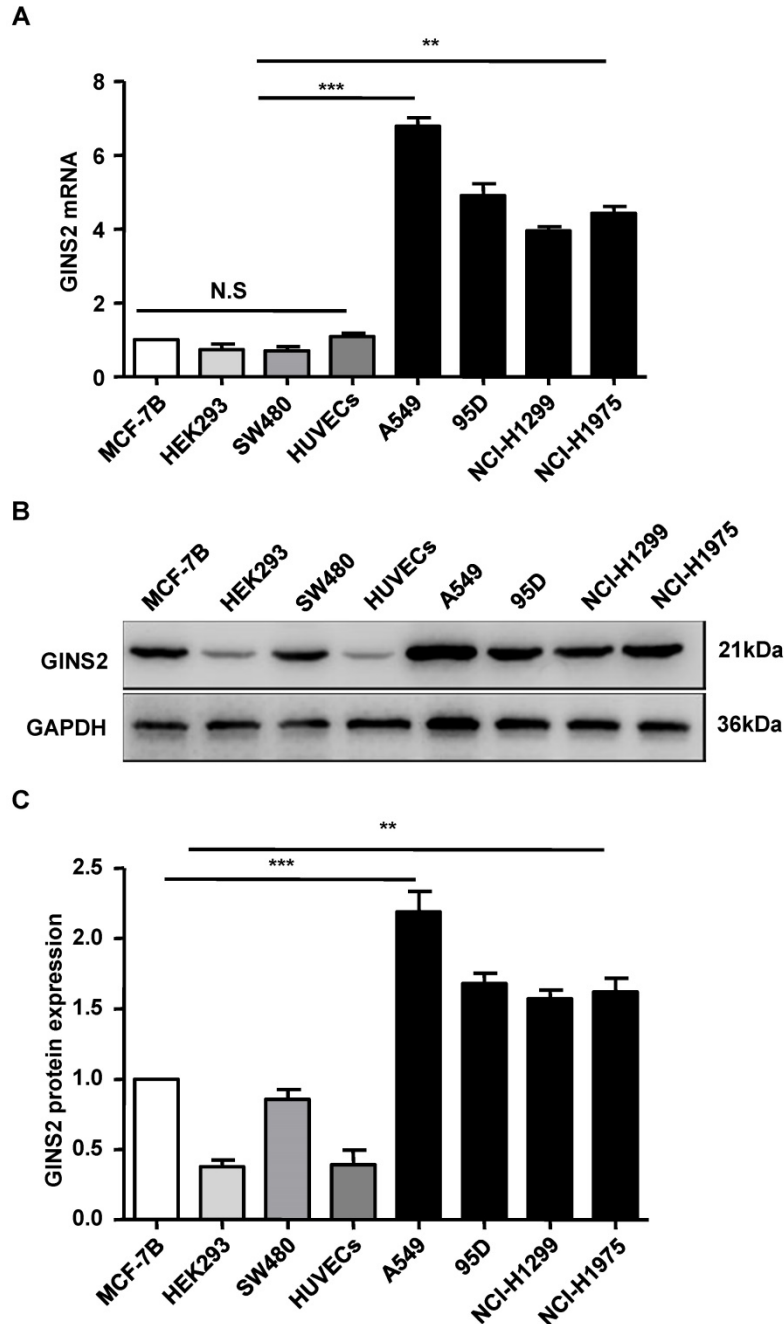 A
**
***
8
6
4
2
0
GINS2 mRNA
N.S
MCF-7B
HEK293
SW480
HUVECs
A549
95D
NCI-H1299
NCI-H1975
B
MCF-7B
HEK293
SW480
HUVECs
A549
95D
NCI-H1299
NCI-H1975
GINS2
21kDa
GAPDH
36kDa
C
**
***
2.5
2.0
1.5
1.0
0.5
0.0
GINS2 protein expression
MCF-7B
HEK293
SW480
HUVECs
A549
95D
NCI-H1299
NCI-H1975